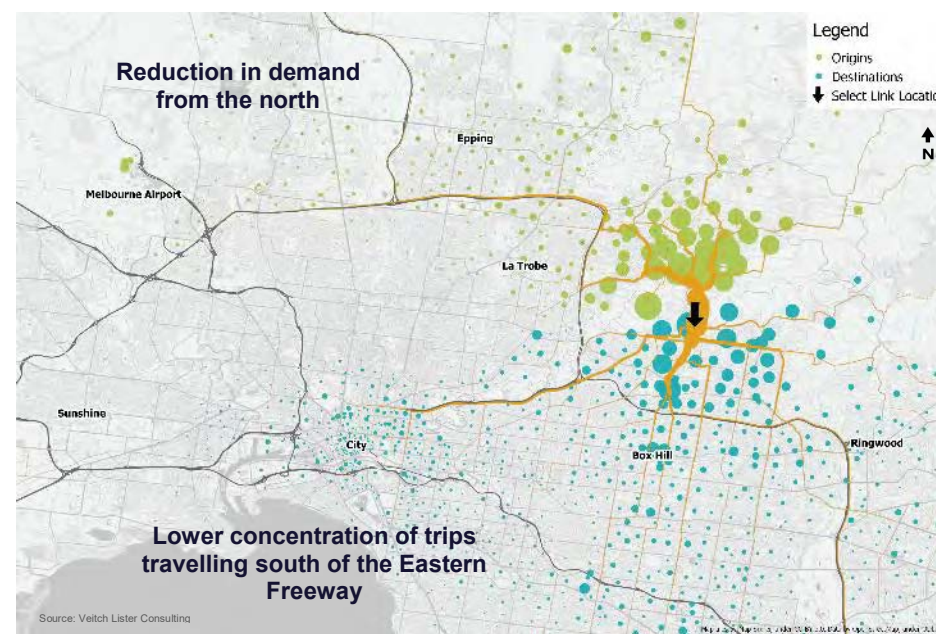 Legend
Origins
Destinations
Select Link Locatio
N
Reduction in demand
from the north
Epping
Melbourne Airport
La Trobe
Sunshine
City
Box Hill
Ringwood
Lower concentration of trips
travelling south of the Eastern
Freeway
Source: Veitch Lister Consulting